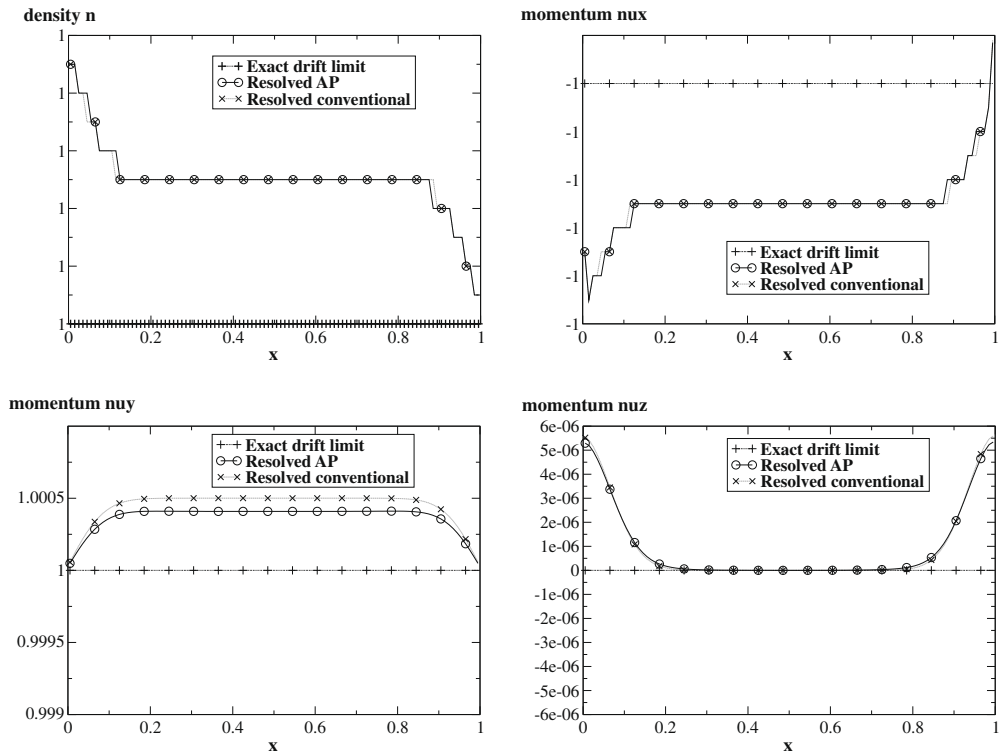 density n
1
1
1
1
1
1
Exact drift limit
Resolved AP
Resolved conventional
0
0.2
0.4
0.6
0.8
1
x
momentum nux
-1
-1
-1
-1
-1
-1
Exact drift limit
Resolved AP
Resolved conventional
0
0.2
0.4
0.6
0.8
1
x
momentum nuy
1.0005
1
0.9995
0.999
Exact drift limit
Resolved AP
Resolved conventional
0
0.2
0.4
0.6
0.8
1
x
momentum nuz
6e-06
5e-06
4e-06
3e-06
2e-06
1e-06
0
-1e-06
-2e-06
-3e-06
-4e-06
-5e-06
-6e-06
Exact drift limit
Resolved AP
Resolved conventional
0
0.2
0.4
0.6
0.8
1
x